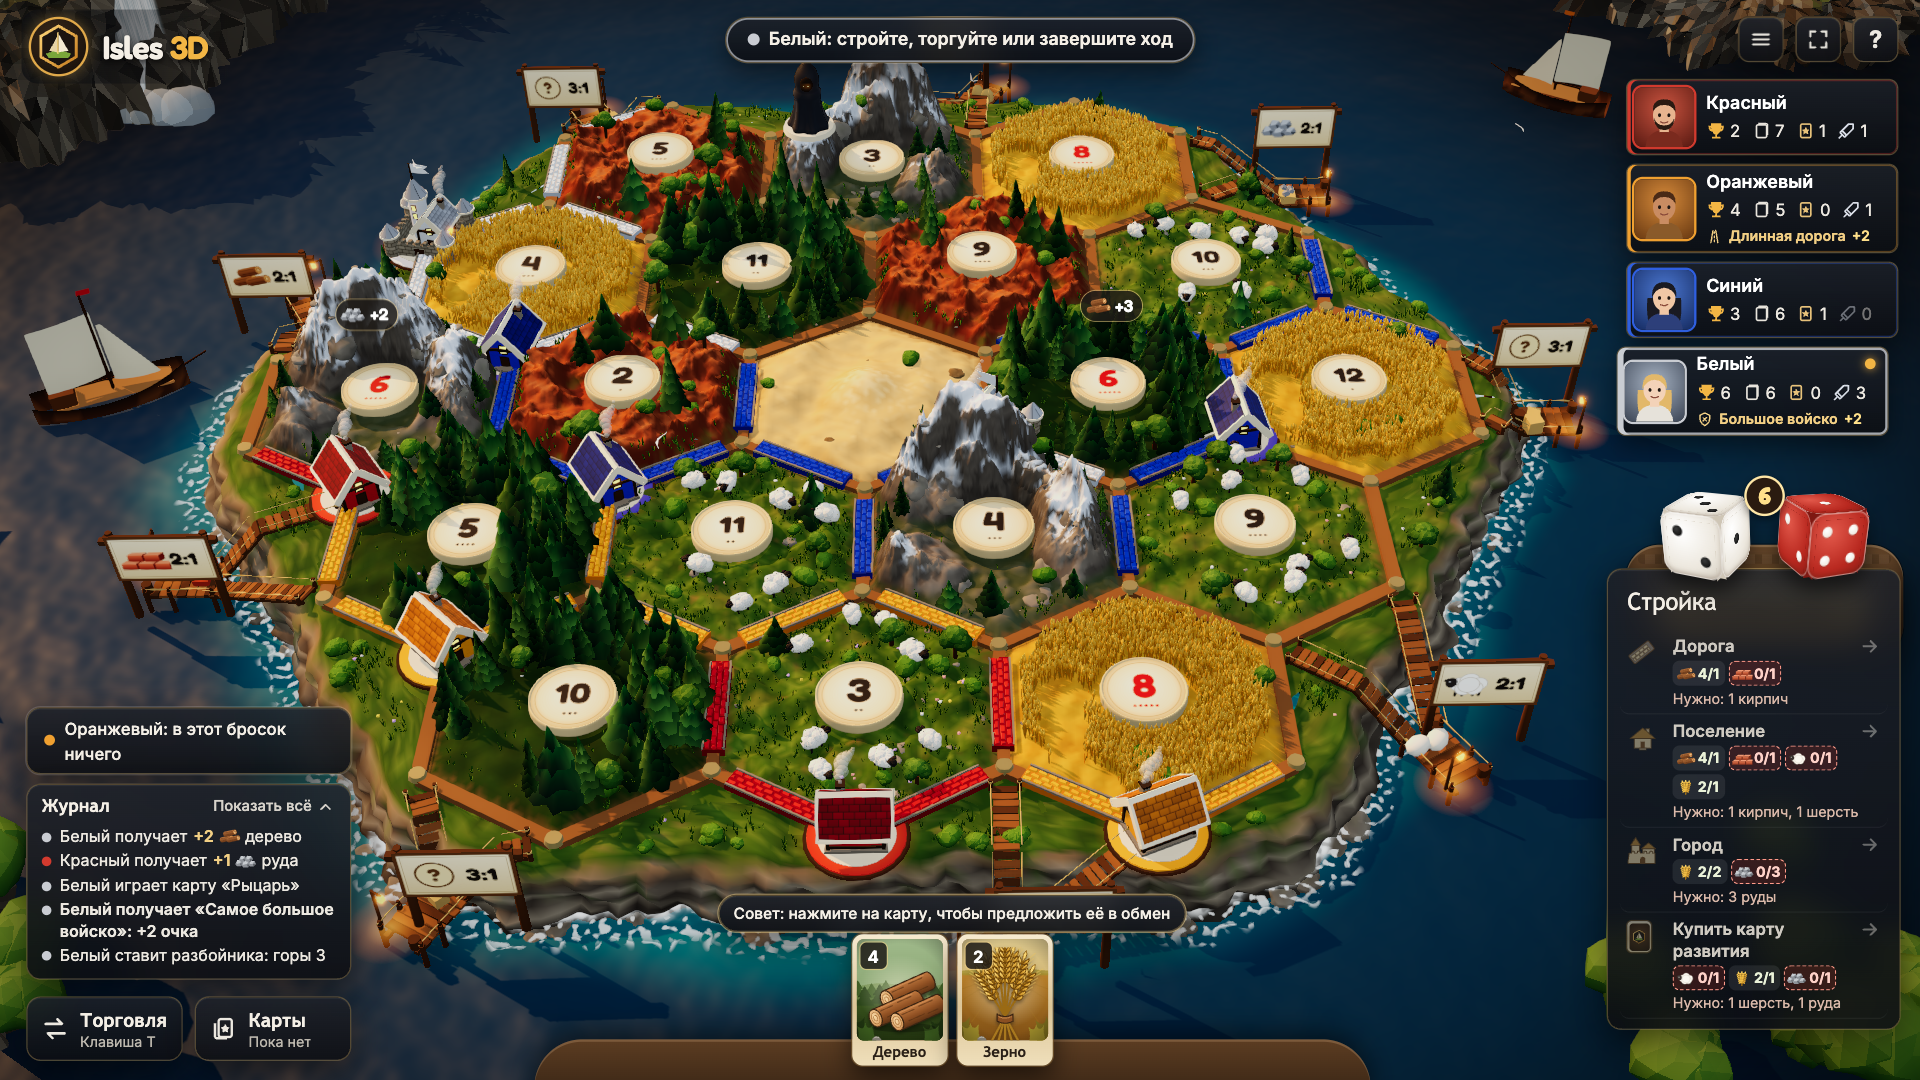 Isles 3D
Белый: стройте, торгуйте или завершите ход
?
Красный
2 7 1 1
Оранжевый
4 5 0 1
Длинная дорога +2
Синий
3 6 1 0
Белый
6 6 0 3
Большое войско +2
6
? 3:1
2:1
2:1
? 3:1
2:1
2:1
? 3:1
5
3
8
4
11
9
10
+2
+3
6
2
6
12
5
11
4
9
10
3
8
Стройка
Дорога
4/1 0/1
Нужно: 1 кирпич
Поселение
4/1 0/1 0/1
2/1
Нужно: 1 кирпич, 1 шерсть
Город
2/2 0/3
Нужно: 3 руды
Купить карту
развития
0/1 2/1 0/1
Нужно: 1 шерсть, 1 руда
Оранжевый: в этот бросок
ничего
Журнал Показать всё
Белый получает +2 дерево
Красный получает +1 руда
Белый играет карту «Рыцарь»
Белый получает «Самое большое
войско»: +2 очка
Белый ставит разбойника: горы 3
Торговля
Клавиша T
Карты
Пока нет
Совет: нажмите на карту, чтобы предложить её в обмен
4
Дерево
2
Зерно